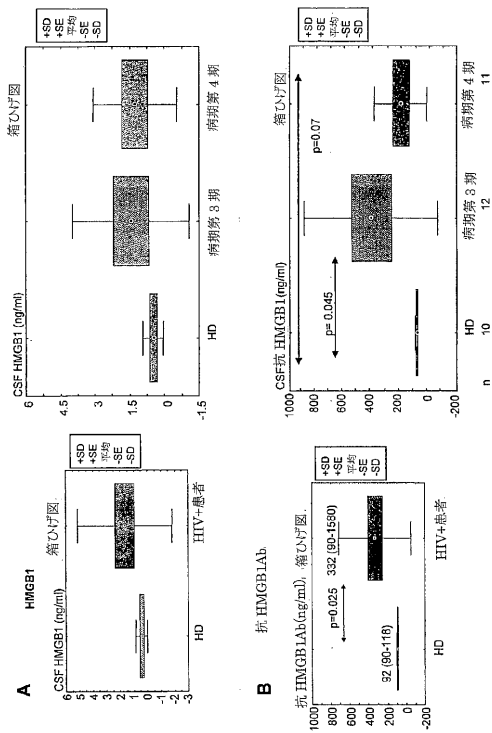 A
HMGB1
CSF HMGB1 (ng/ml)
箱ひげ図
6
5
4
3
2
1
0
-1
-2
-3
HD
HIV+患者
+SD
+SE
平均
-SE
-SD
CSF HMGB1 (ng/ml)
箱ひげ図
6
4.5
3
1.5
0
-1.5
HD
病期第3期
病期第4期
+SD
+SE
平均
-SE
-SD
B
抗 HMGB1Ab
抗 HMGB1Ab(ng/ml), 箱ひげ図
1000
800
600
400
200
0
-200
p=0.025
92 (90-118)
332 (90-1580)
HD
HIV+患者
+SD
+SE
平均
-SE
-SD
CSF抗 HMGB1 (ng/ml)
箱ひげ図
1000
800
600
400
200
0
-200
p= 0.045
p=0.07
HD
病期第3期
病期第4期
n
10
12
11
+SD
+SE
平均
-SE
-SD